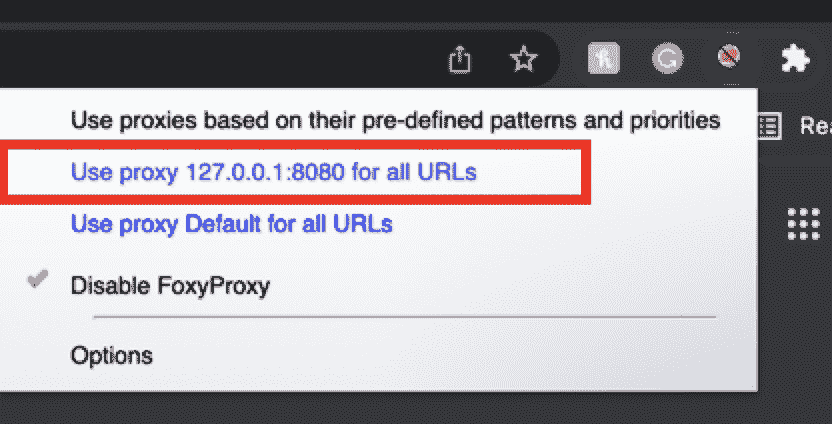 Use proxies based on their pre-defined patterns and priorities
Use proxy 127.0.0.1:8080 for all URLs
Use proxy Default for all URLs
Disable FoxyProxy
Options